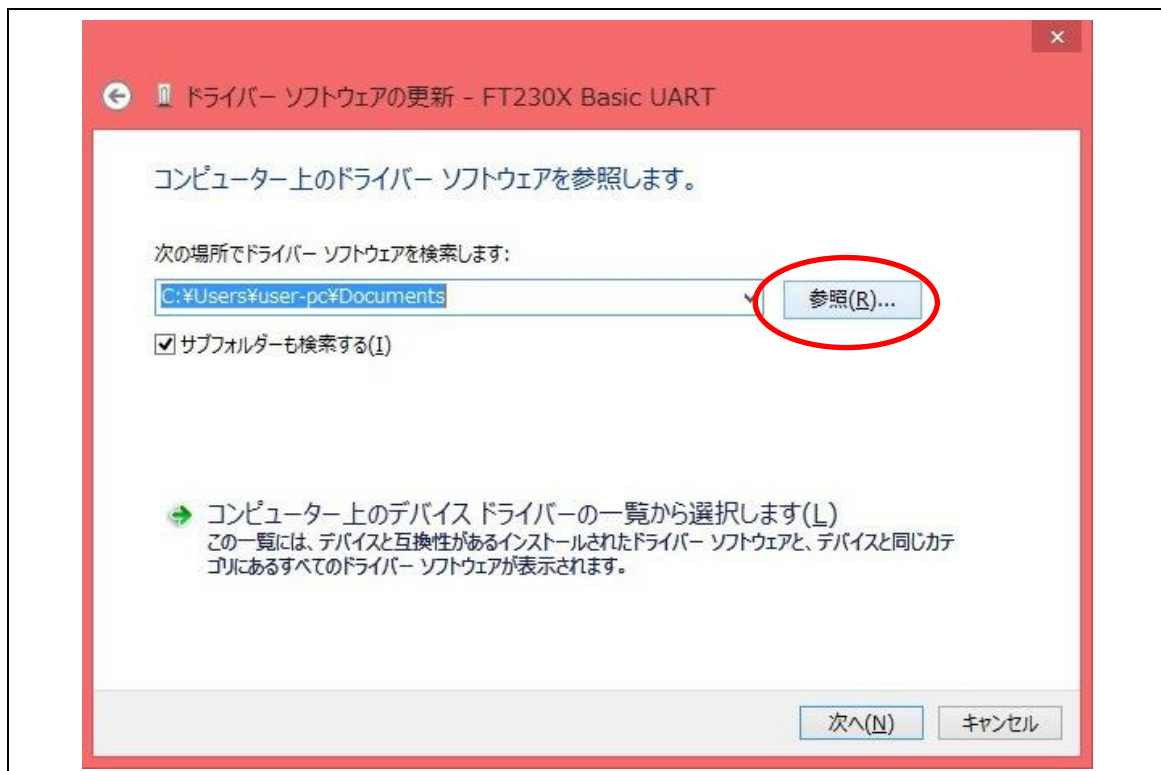 ドライバー ソフトウェアの更新 - FT230X Basic UART
コンピューター上のドライバー ソフトウェアを参照します。
次の場所でドライバー ソフトウェアを検索します:
C:¥Users¥user-pc¥Documents
参照(R)...
サブフォルダーも検索する(I)
コンピューター上のデバイス ドライバーの一覧から選択します(L)
この一覧には、デバイスと互換性があるインストールされたドライバー ソフトウェアと、デバイスと同じカテ
ゴリにあるすべてのドライバー ソフトウェアが表示されます。
次へ(N)
キャンセル